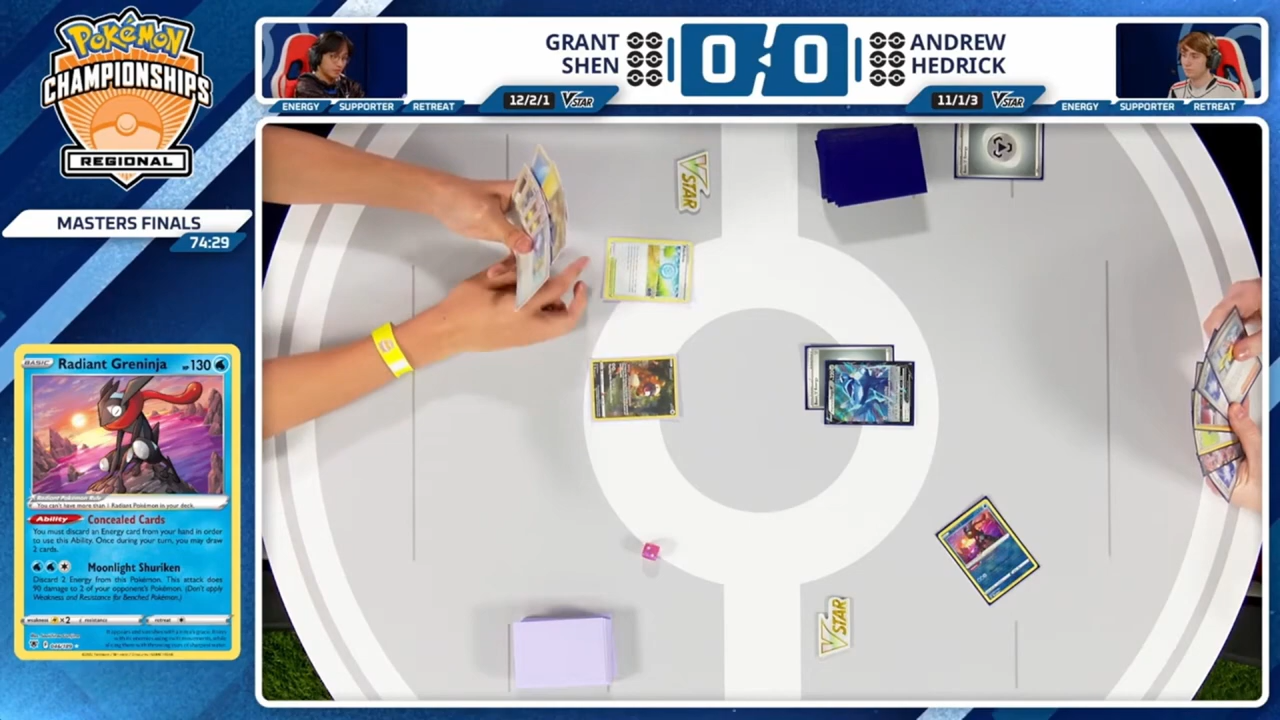 Pokémon
CHAMPIONSHIPS
REGIONAL
MASTERS FINALS
74:29
GRANT
SHEN
0 0
ANDREW
HEDRICK
ENERGY SUPPORTER RETREAT
12/2/1 VSTAR
11/1/3 VSTAR
ENERGY SUPPORTER RETREAT
VSTAR
VSTAR
BASIC Radiant Greninja HP 130
Radiant Pokémon Rule
You can't have more than 1 Radiant Pokémon in your deck.
Ability Concealed Cards
You must discard an Energy card from your hand in order
to use this Ability. Once during your turn, you may draw
2 cards.
Moonlight Shuriken
Discard 2 Energy from this Pokémon. This attack does
90 damage to 2 of your opponent's Pokémon. (Don't apply
Weakness and Resistance for Benched Pokémon.)
weakness ×2 resistance retreat
046/189